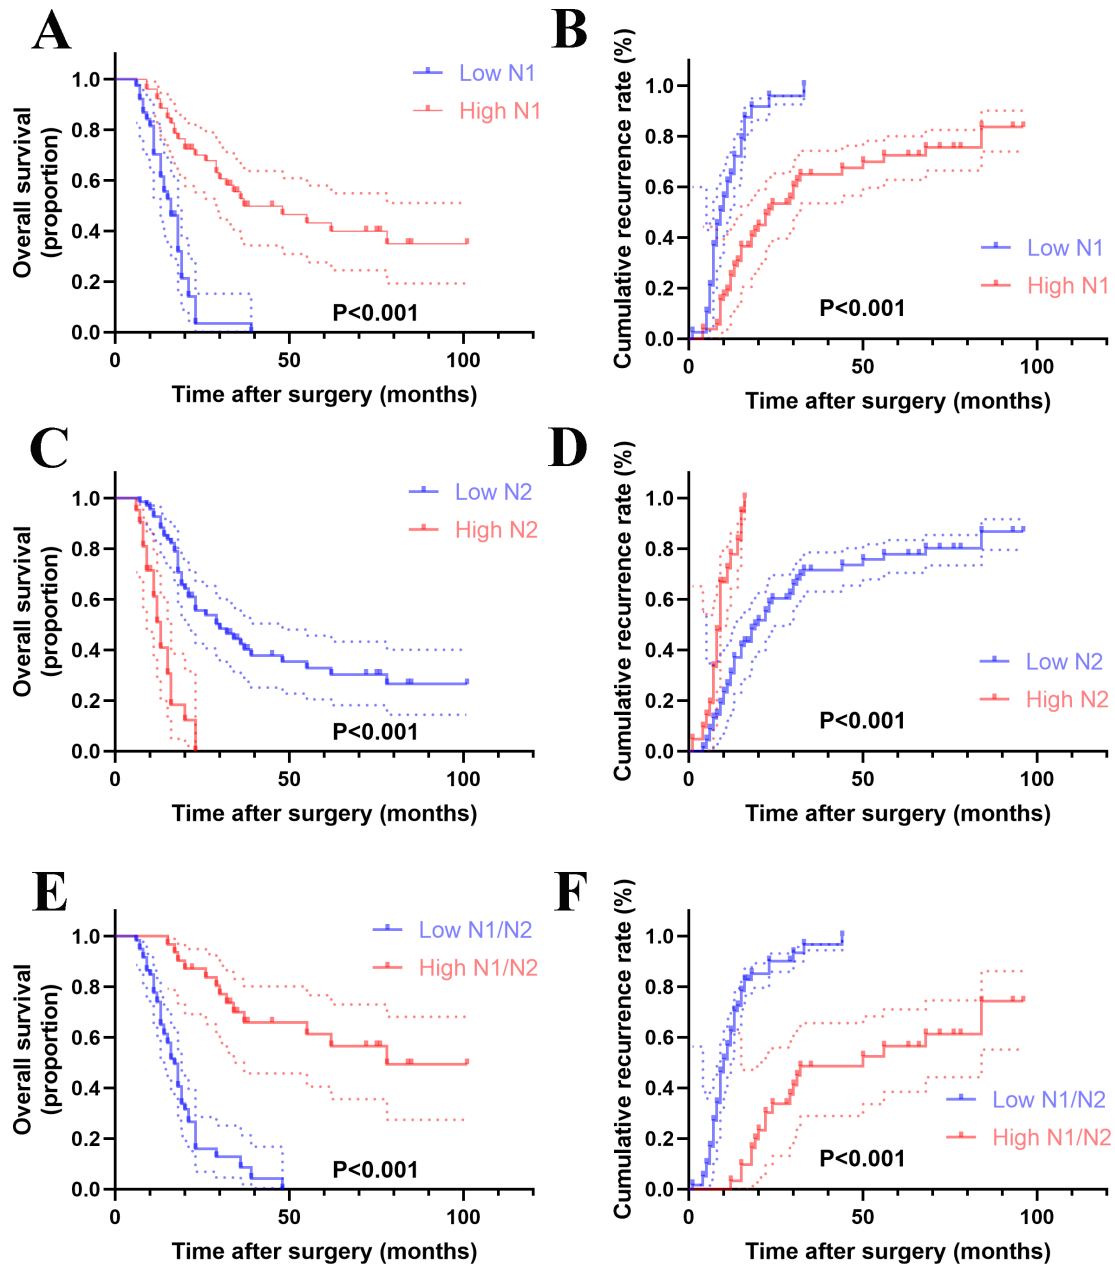 A
Overall survival
(proportion)
1.0
0.8
0.6
0.4
0.2
0.0
Low N1
High N1
P<0.001
0 50 100
Time after surgery (months)
B
Cumulative recurrence rate (%)
1.0
0.8
0.6
0.4
0.2
0.0
Low N1
High N1
P<0.001
0 50 100
Time after surgery (months)
C
Overall survival
(proportion)
1.0
0.8
0.6
0.4
0.2
0.0
Low N2
High N2
P<0.001
0 50 100
Time after surgery (months)
D
Cumulative recurrence rate (%)
1.0
0.8
0.6
0.4
0.2
0.0
Low N2
High N2
P<0.001
0 50 100
Time after surgery (months)
E
Overall survival
(proportion)
1.0
0.8
0.6
0.4
0.2
0.0
Low N1/N2
High N1/N2
P<0.001
0 50 100
Time after surgery (months)
F
Cumulative recurrence rate (%)
1.0
0.8
0.6
0.4
0.2
0.0
Low N1/N2
High N1/N2
P<0.001
0 50 100
Time after surgery (months)